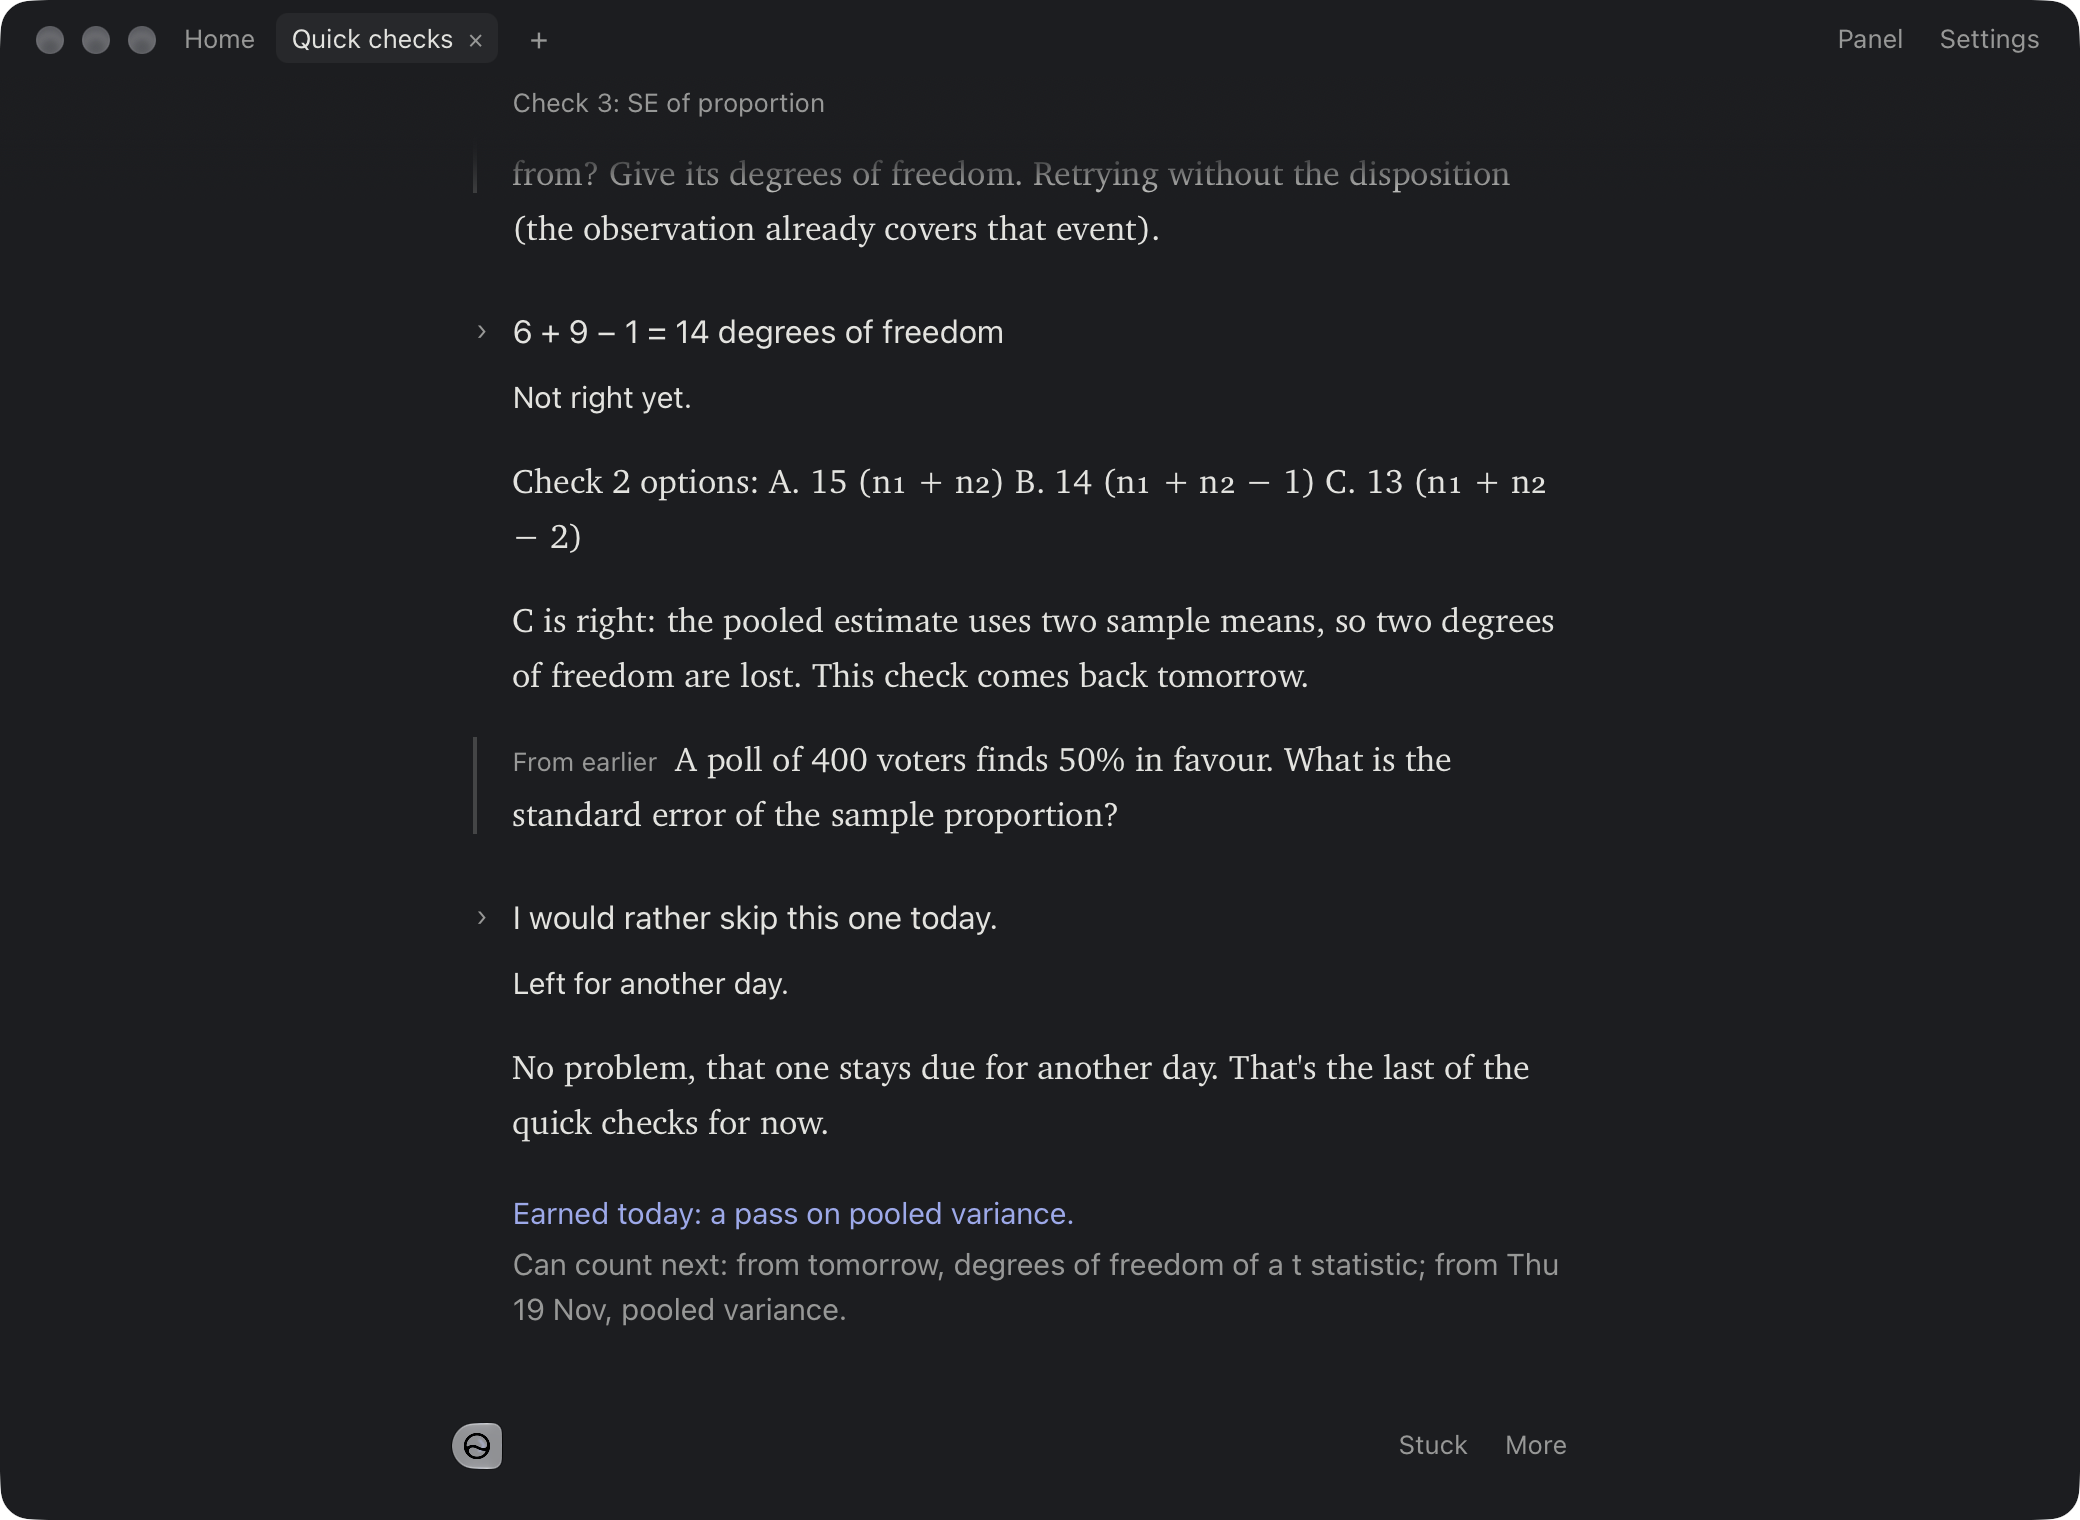 Home
Quick checks ×
+
Panel
Settings
Check 3: SE of proportion
from? Give its degrees of freedom. Retrying without the disposition
(the observation already covers that event).
› 6 + 9 – 1 = 14 degrees of freedom
Not right yet.
Check 2 options: A. 15 (n₁ + n₂) B. 14 (n₁ + n₂ − 1) C. 13 (n₁ + n₂
− 2)
C is right: the pooled estimate uses two sample means, so two degrees
of freedom are lost. This check comes back tomorrow.
From earlier A poll of 400 voters finds 50% in favour. What is the
standard error of the sample proportion?
› I would rather skip this one today.
Left for another day.
No problem, that one stays due for another day. That's the last of the
quick checks for now.
Earned today: a pass on pooled variance.
Can count next: from tomorrow, degrees of freedom of a t statistic; from Thu
19 Nov, pooled variance.
Stuck
More